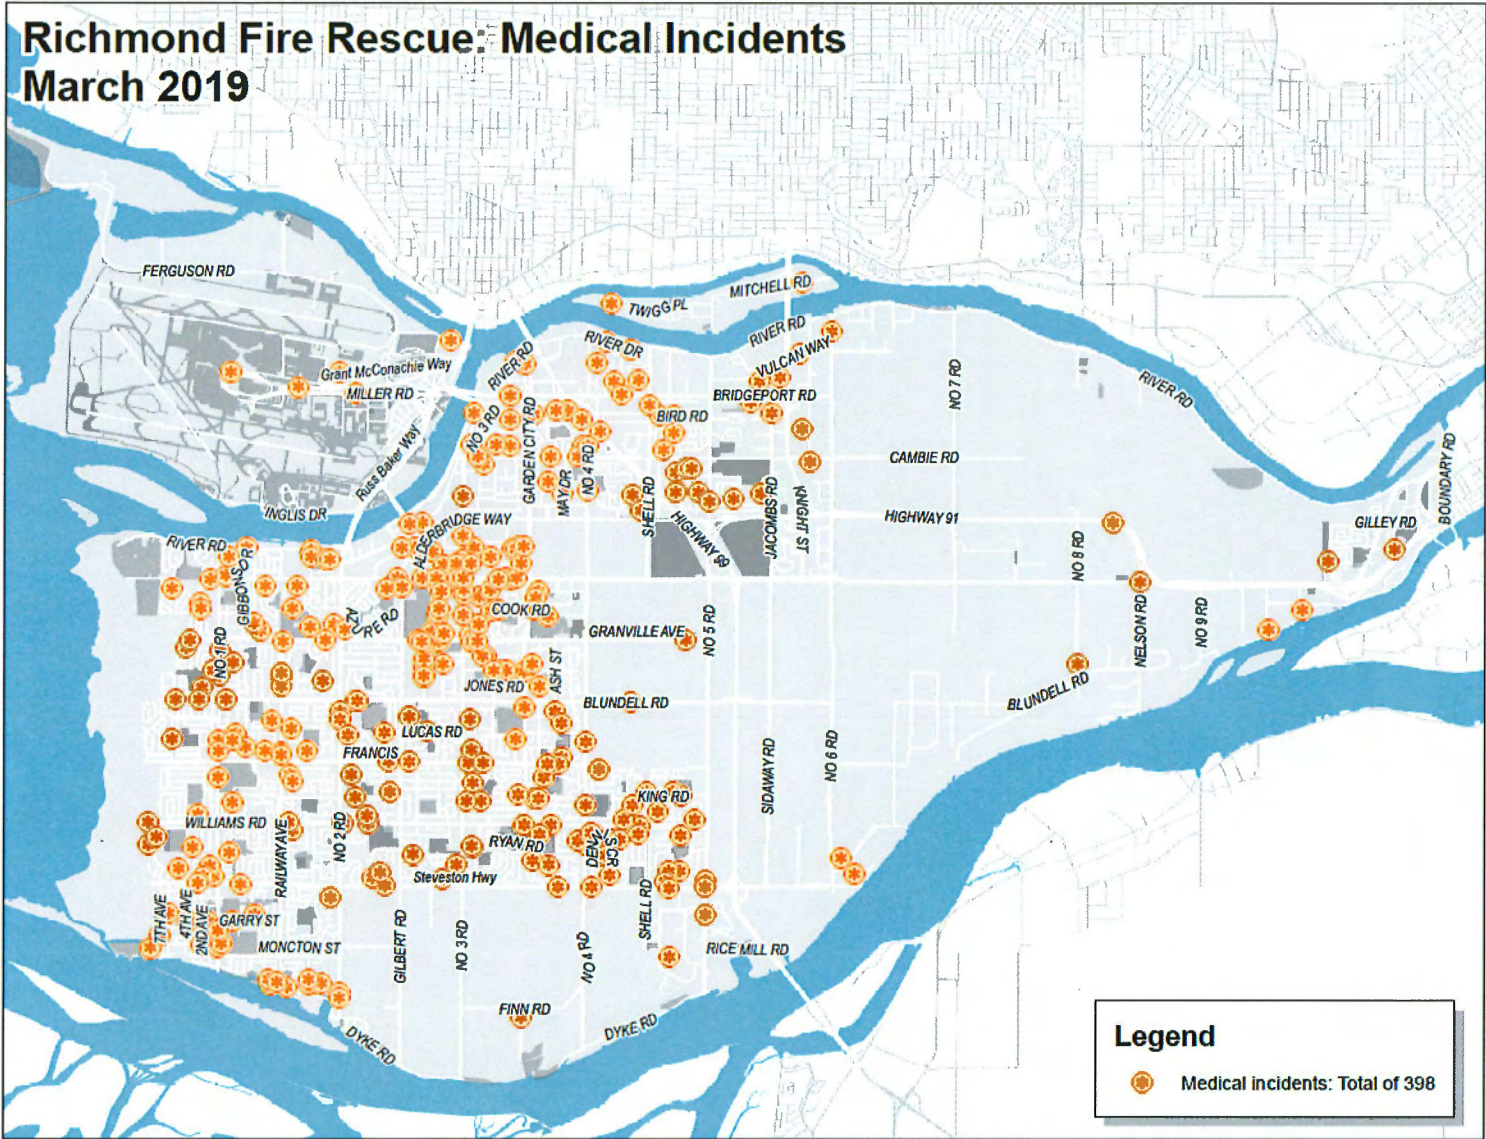 Richmond Fire Rescue: Medical Incidents
March 2019
FERGUSON RD
TWIGG PL
MITCHELL RD
RIVER RD
RIVER DR
VULCAN WAY
RIVER RD
Grant McConachie Way
MILLER RD
BRIDGEPORT RD
NO 7 RD
RIVER RD
NO 3 RD
GARDEN CITY RD
BIRD RD
Russ Baker Way
NO 4 RD
MAY DR
CAMBIE RD
BOUNDARY RD
INGLIS DR
SHELL RD
HIGHWAY 99
JACOMBS RD
KNIGHT ST
HIGHWAY 91
GILLEY RD
ALDERBRIDGE WAY
RIVER RD
GIBBONS DR
NO 8 RD
AZURE RD
COOK RD
GRANVILLE AVE
NO 5 RD
NELSON RD
NO 9 RD
NO 1 RD
JONES RD
ASH ST
BLUNDELL RD
BLUNDELL RD
LUCAS RD
FRANCIS
SIDAWAY RD
NO 6 RD
KING RD
WILLIAMS RD
RAILWAY AVE
NO 2 RD
RYAN RD
Steveston Hwy
SHELL RD
7TH AVE
4TH AVE
2ND AVE
GARRY ST
MONCTON ST
GILBERT RD
NO 3 RD
NO 4 RD
RICE MILL RD
FINN RD
DYKE RD
DYKE RD
Legend
Medical incidents: Total of 398